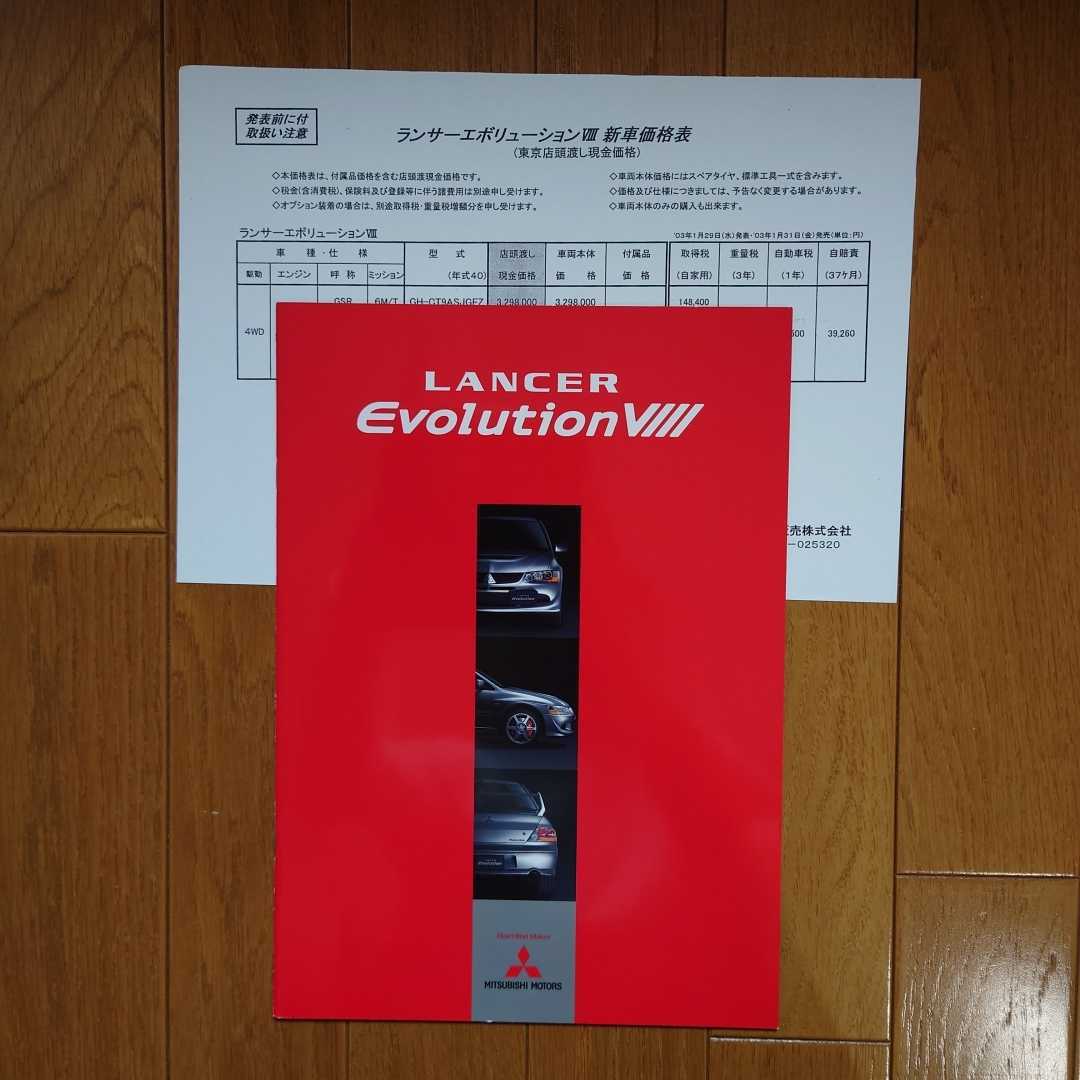 発表前に付
取扱い注意
ランサーエボリューションⅧ 新車価格表
(東京店頭渡し現金価格)
◇本価格表は、付属品価格を含む店頭渡現金価格です。
◇税金(含消費税)、保険料及び登録等に伴う諸費用は別途申し受けます。
◇オプション装着の場合は、別途取得税・重量税増額分を申し受けます。
◇車両本体価格にはスペアタイヤ、標準工具一式を含みます。
◇価格及び仕様につきましては、予告なく変更する場合があります。
◇車両本体のみの購入も出来ます。
ランサーエボリューションⅧ
'03年1月29日(水)発表・'03年1月31日(金)発売(単位:円)
車 種・仕 様 型 式 店頭渡し 車両本体 付属品 取得税 重量税 自動車税 自賠責
駆動 エンジン 呼 称 ミッション (年式40) 現金価格 価 格 価 格 (自家用) (3年) (1年) (37ケ月)
GSR 6M/T GH-CT9ASJGFZ 3,298,000 3,298,000 148,400
4WD 500 39,260
LANCER
EvolutionVIII
Evolution
Evolution
Heart-Beat Motors
MITSUBISHI MOTORS
売株式会社
-025320